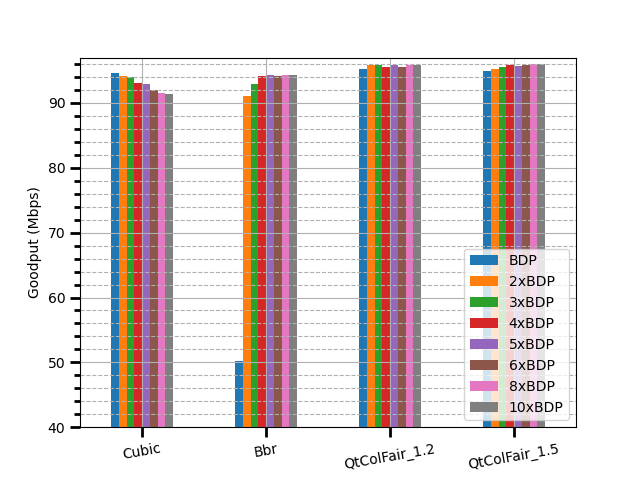 90
80
70
60
50
40
Goodput (Mbps)
Cubic
Bbr
QtColFair_1.2
QtColFair_1.5
BDP
2xBDP
3xBDP
4xBDP
5xBDP
6xBDP
8xBDP
10xBDP